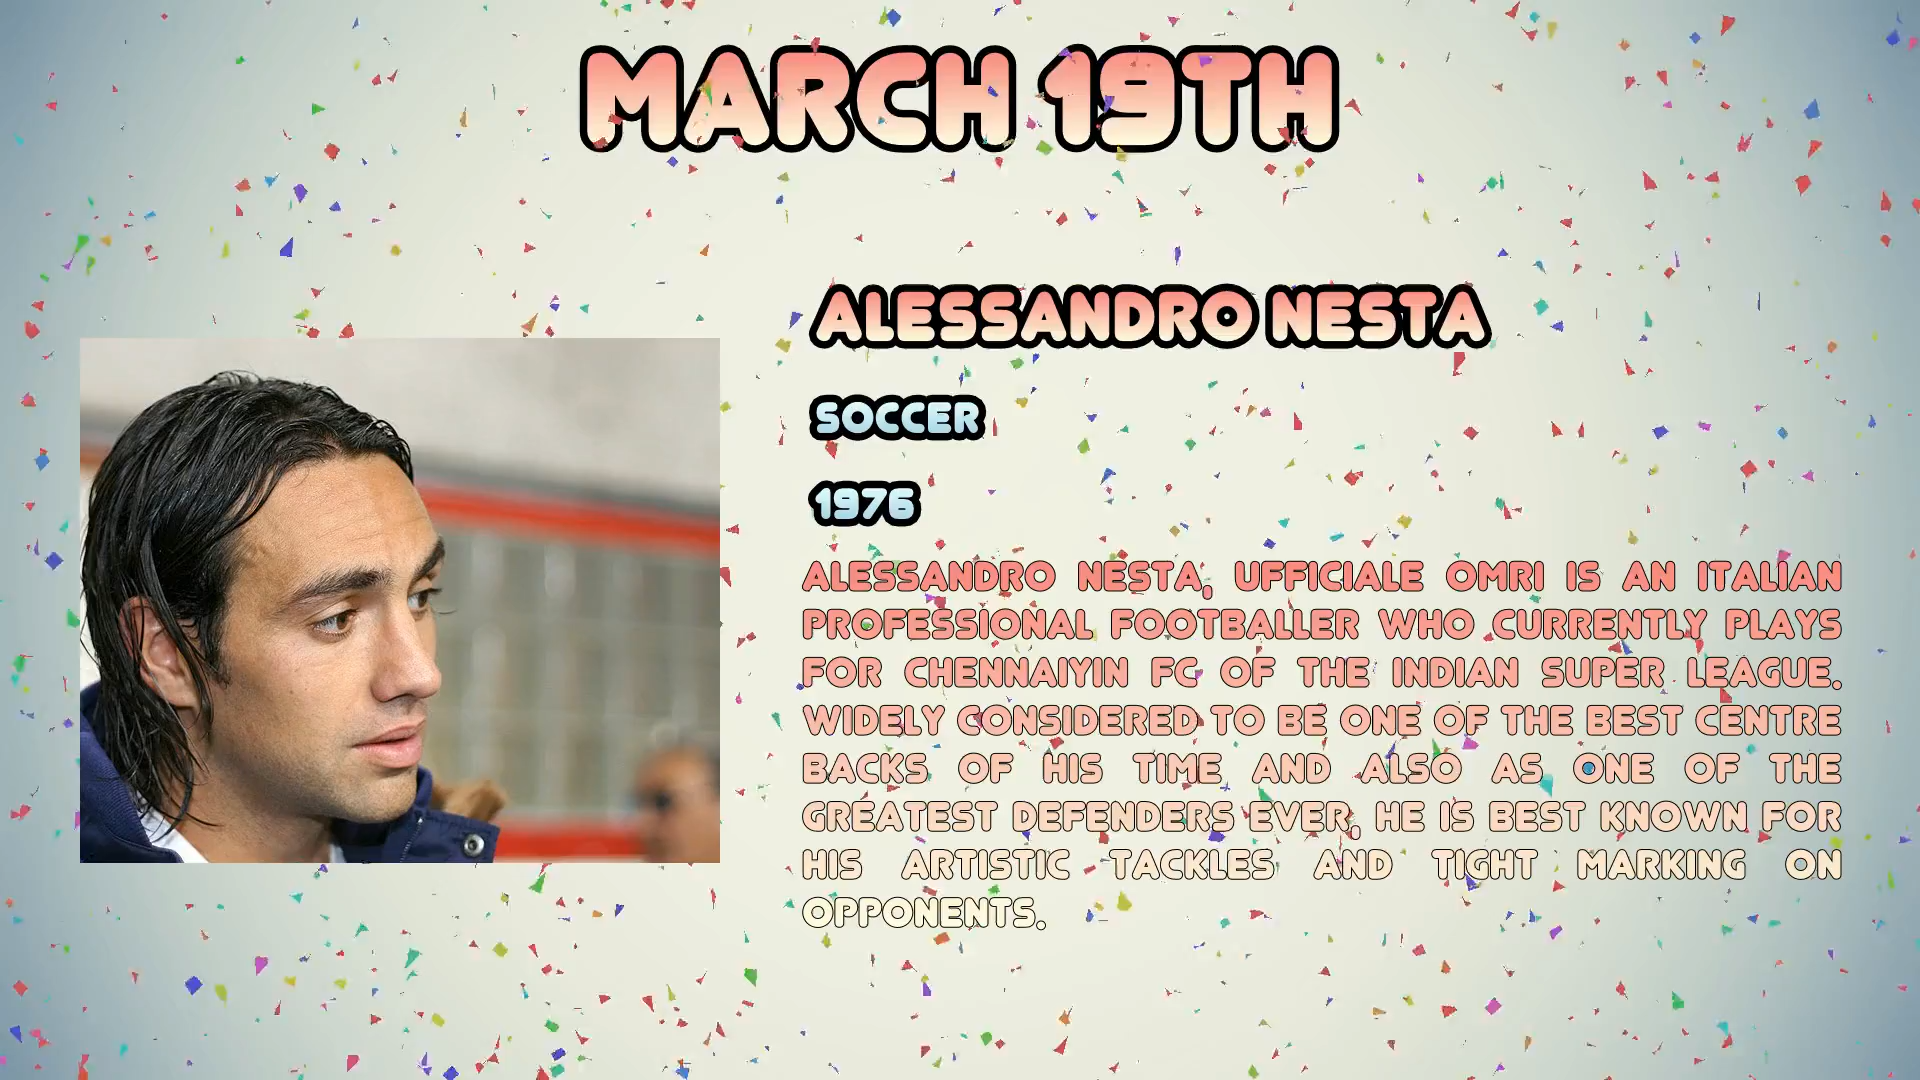 MARCH 19TH
ALESSANDRO NESTA
SOCCER
1976
ALESSANDRO NESTA, UFFICIALE OMRI IS AN ITALIAN
PROFESSIONAL FOOTBALLER WHO CURRENTLY PLAYS
FOR CHENNAIYIN FC OF THE INDIAN SUPER LEAGUE.
WIDELY CONSIDERED TO BE ONE OF THE BEST CENTRE
BACKS OF HIS TIME AND ALSO AS ONE OF THE
GREATEST DEFENDERS EVER, HE IS BEST KNOWN FOR
HIS ARTISTIC TACKLES AND TIGHT MARKING ON
OPPONENTS.